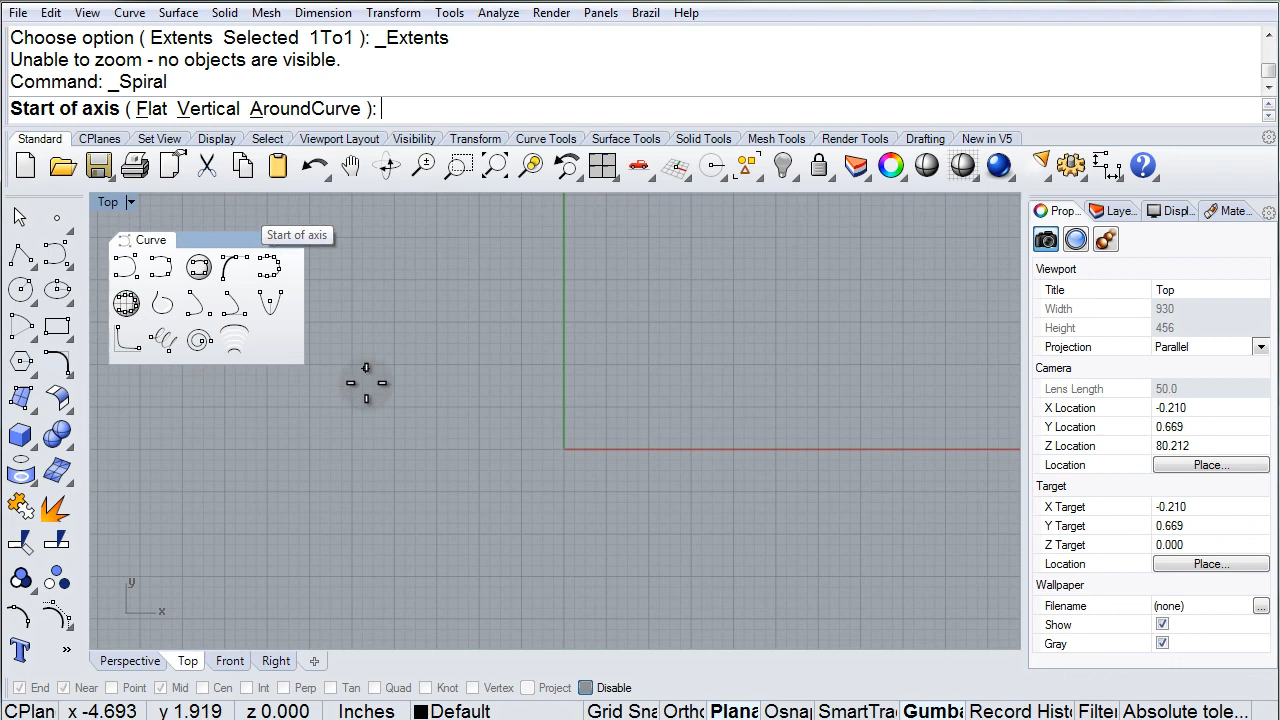 File Edit View Curve Surface Solid Mesh Dimension Transform Tools Analyze Render Panels Brazil Help
Choose option ( Extents Selected 1To1 ): _Extents
Unable to zoom - no objects are visible.
Command: _Spiral
Start of axis ( Flat Vertical AroundCurve ):
Standard CPlanes Set View Display Select Viewport Layout Visibility Transform Curve Tools Surface Tools Solid Tools Mesh Tools Render Tools Drafting New in V5
Top
Prop... Laye... Displ... Mate...
Curve
Start of axis
Viewport
Title Top
Width 930
Height 456
Projection Parallel
Camera
Lens Length 50.0
X Location -0.210
Y Location 0.669
Z Location 80.212
Location Place...
Target
X Target -0.210
Y Target 0.669
Z Target 0.000
Location Place...
Wallpaper
Filename (none) ...
Show
Gray
y
x
T
»
Perspective Top Front Right
End Near Point Mid Cen Int Perp Tan Quad Knot Vertex Project Disable
CPlan x -4.693 y 1.919 z 0.000 Inches Default Grid Sna Ortho Plana Osnap SmartTra Gumba Record Histo Filter Absolute tole...